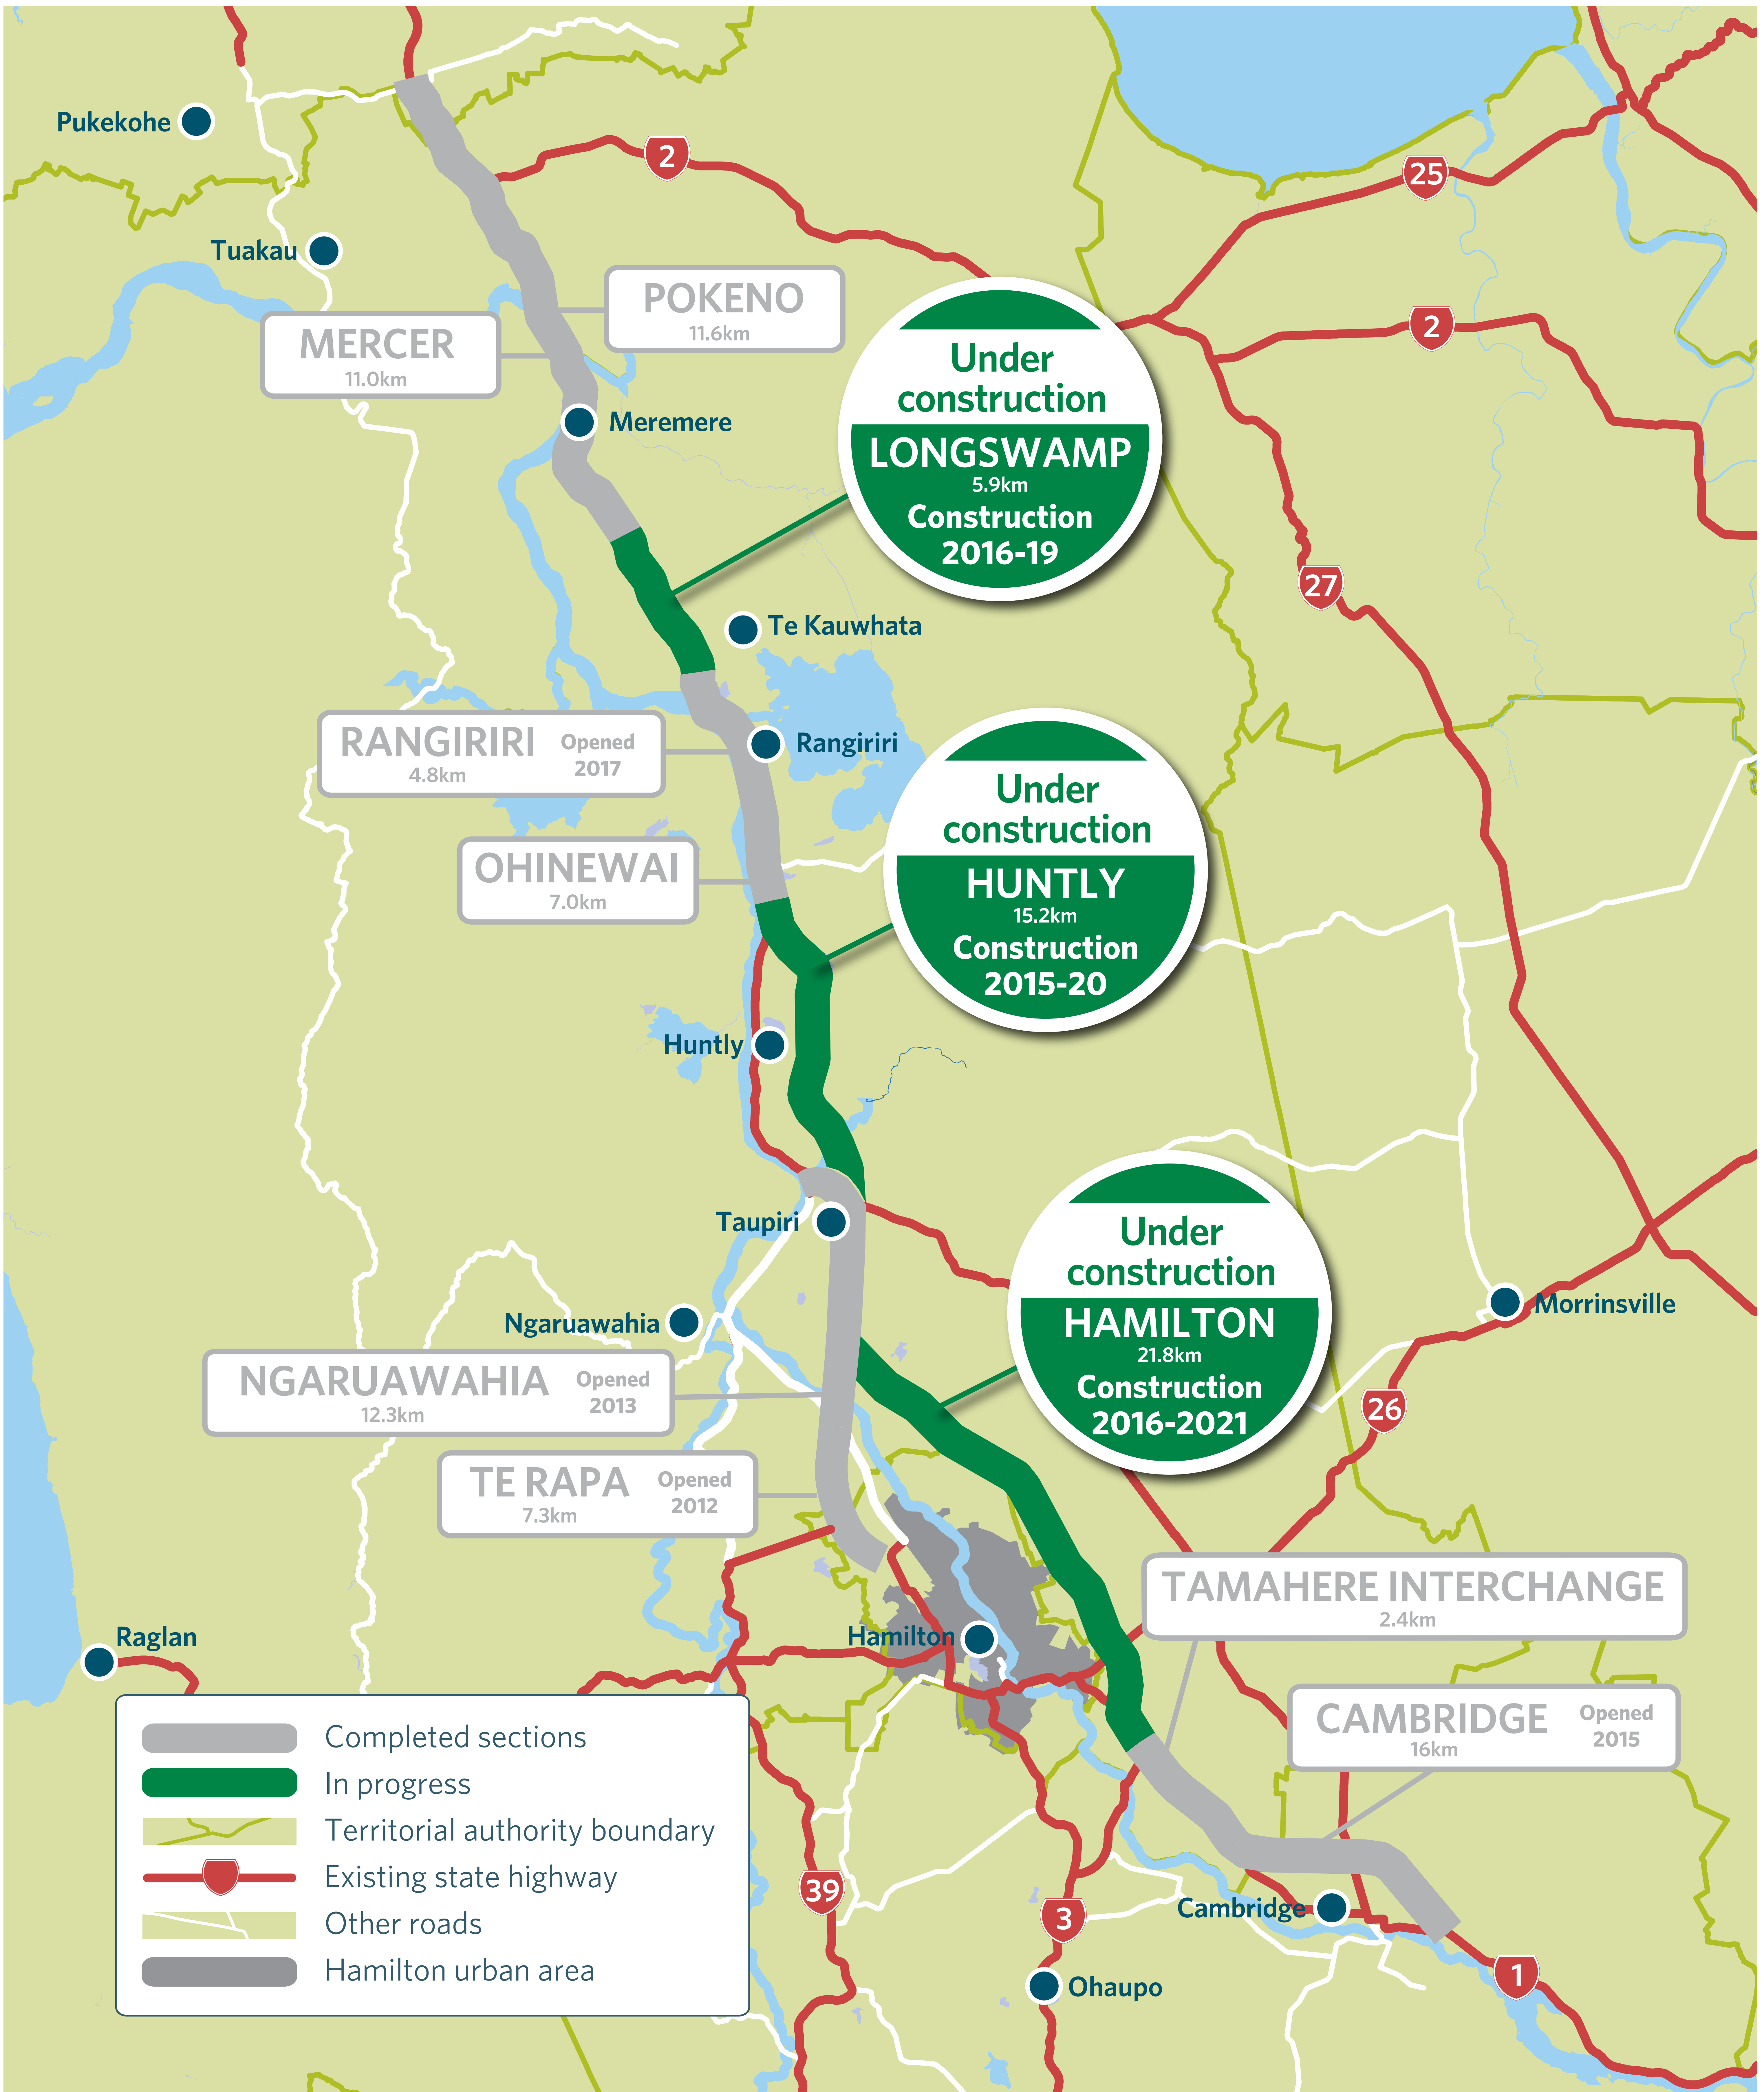 Pukekohe
2
25
Tuakau
POKENO
11.6km
MERCER
11.0km
2
Under
construction
LONGSWAMP
5.9km
Construction
2016-19
Meremere
27
Te Kauwhata
RANGIRIRI
4.8km
Opened
2017
Rangiriri
Under
construction
HUNTLY
15.2km
Construction
2015-20
OHINEWAI
7.0km
Huntly
Taupiri
Under
construction
HAMILTON
21.8km
Construction
2016-2021
Morrinsville
Ngaruawahia
NGARUAWAHIA
12.3km
Opened
2013
26
TE RAPA
7.3km
Opened
2012
TAMAHERE INTERCHANGE
2.4km
Raglan
Hamilton
CAMBRIDGE
16km
Opened
2015
Completed sections
In progress
Territorial authority boundary
Existing state highway
Other roads
Hamilton urban area
39
3
Cambridge
1
Ohaupo